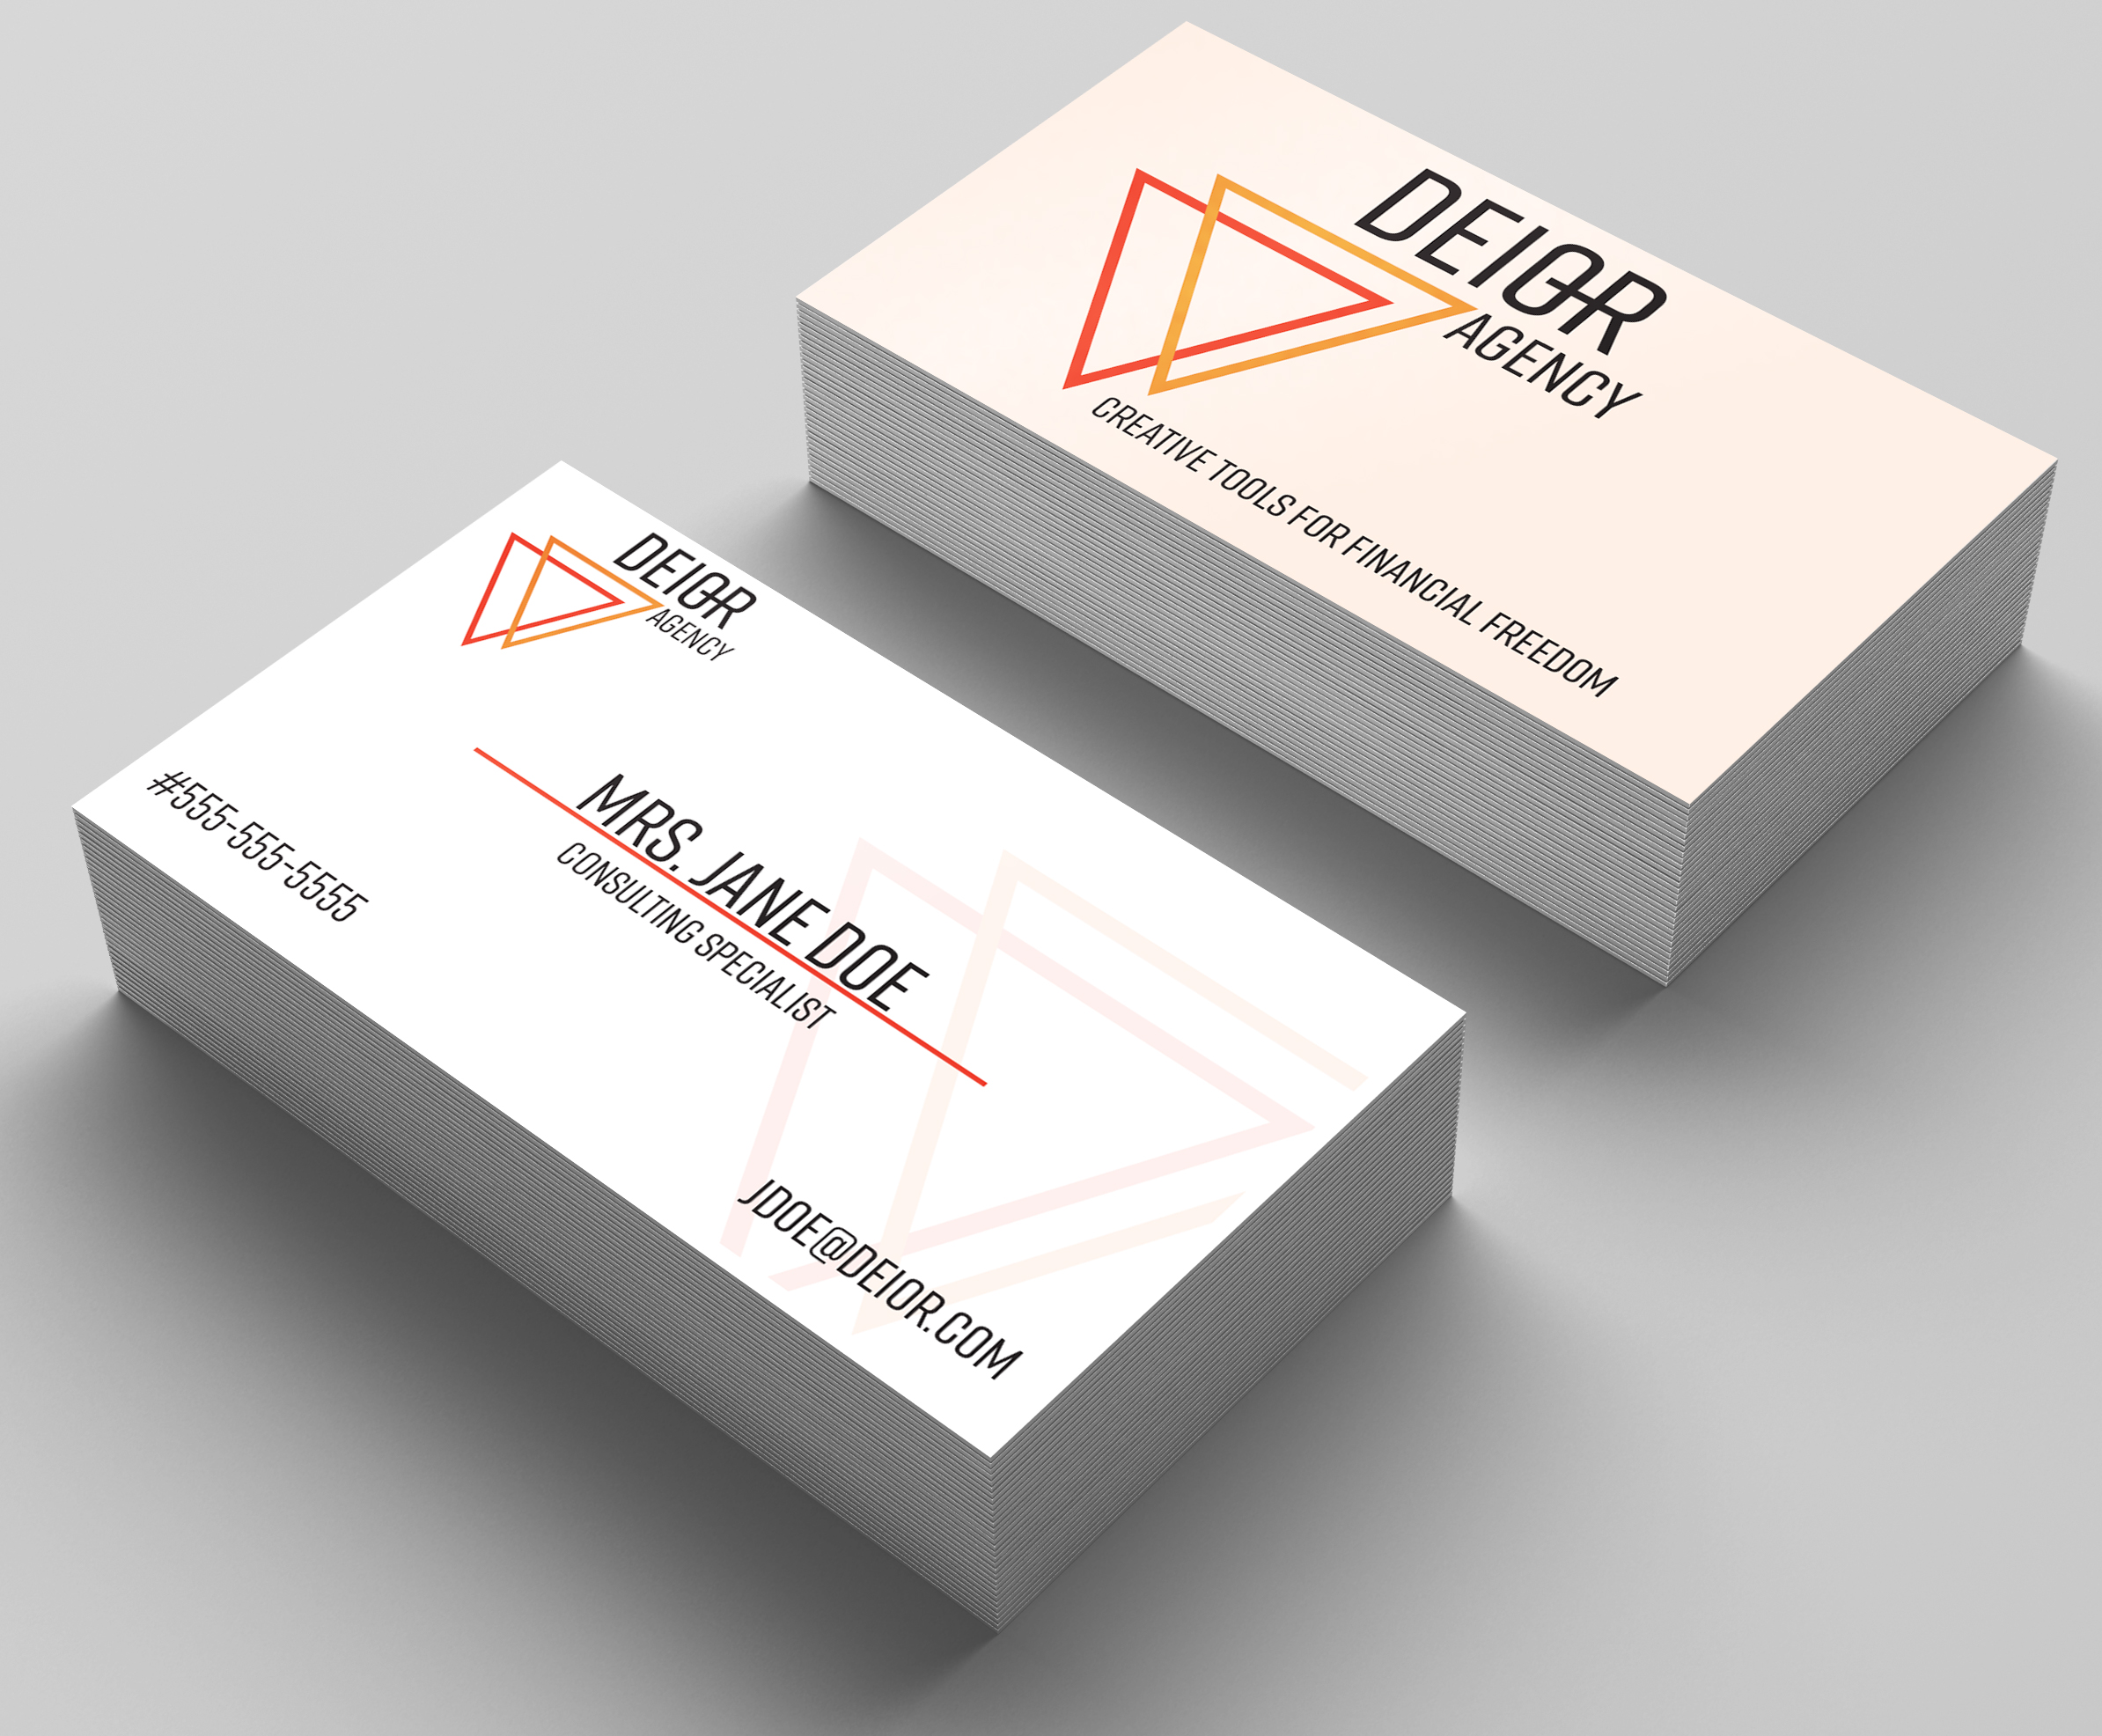 DEIOR
AGENCY
CREATIVE TOOLS FOR FINANCIAL FREEDOM
DEIOR
AGENCY
MRS. JANE DOE
CONSULTING SPECIALIST
#555-555-5555
JDOE@DEIOR.COM